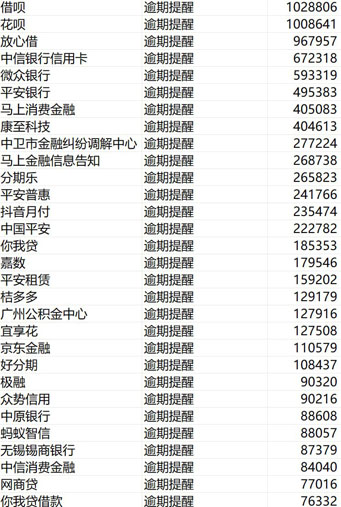 借呗 逾期提醒 1028806
花呗 逾期提醒 1008641
放心借 逾期提醒 967957
中信银行信用卡 逾期提醒 672318
微众银行 逾期提醒 593319
平安银行 逾期提醒 495383
马上消费金融 逾期提醒 405083
康至科技 逾期提醒 404613
中卫市金融纠纷调解中心 逾期提醒 277224
马上金融信息告知 逾期提醒 268738
分期乐 逾期提醒 265823
平安普惠 逾期提醒 241766
抖音月付 逾期提醒 235474
中国平安 逾期提醒 222782
你我贷 逾期提醒 185353
嘉数 逾期提醒 179546
平安租赁 逾期提醒 159202
桔多多 逾期提醒 129179
广州公积金中心 逾期提醒 127916
宜享花 逾期提醒 127508
京东金融 逾期提醒 110579
好分期 逾期提醒 108437
极融 逾期提醒 90320
众势信用 逾期提醒 90216
中原银行 逾期提醒 88608
蚂蚁智信 逾期提醒 88057
无锡锡商银行 逾期提醒 87379
中信消费金融 逾期提醒 84040
网商贷 逾期提醒 77016
你我贷借款 逾期提醒 76332